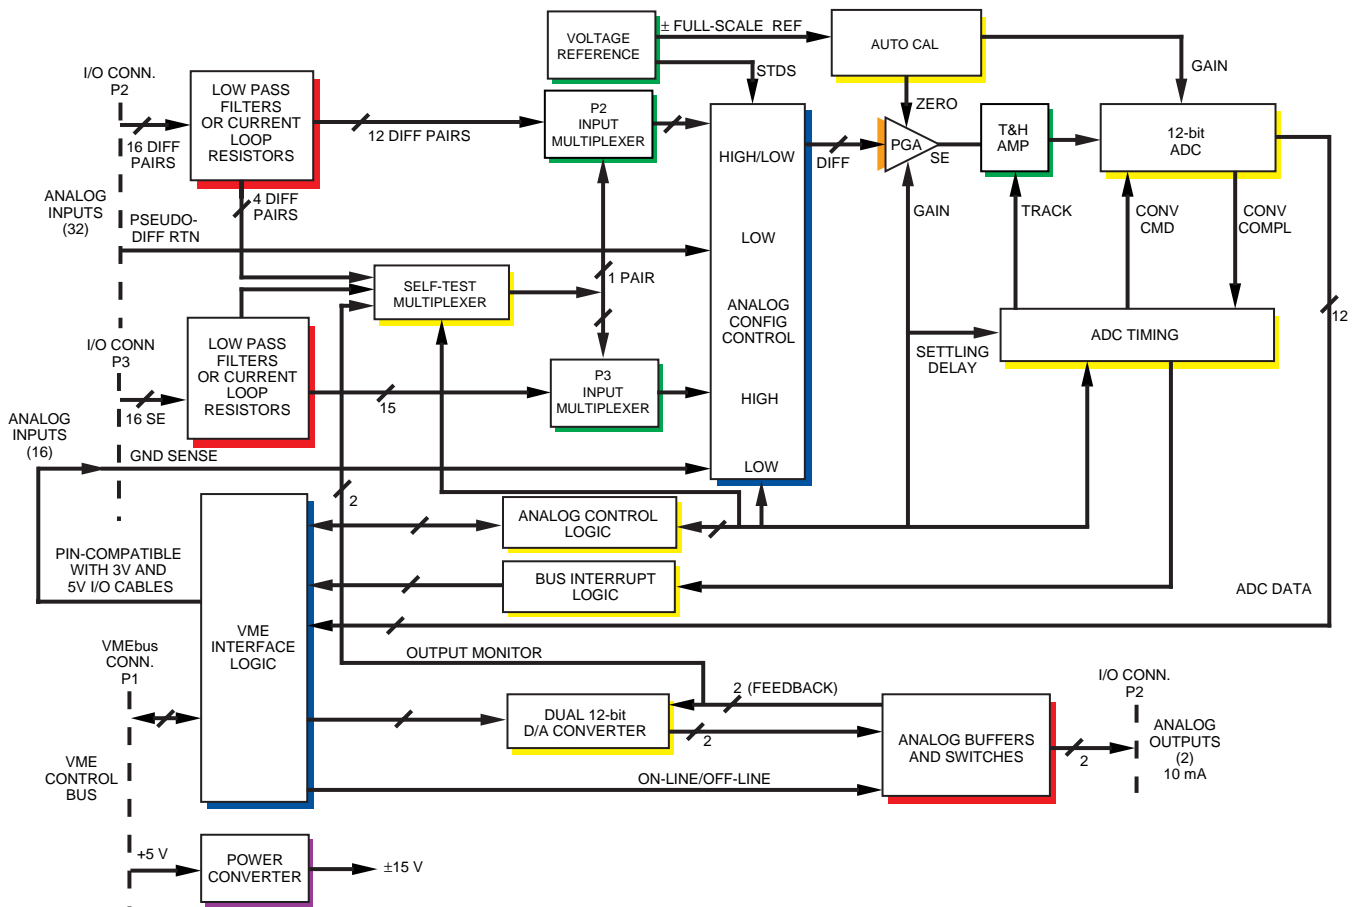 VOLTAGE
REFERENCE
± FULL-SCALE REF
AUTO CAL
STDS
GAIN
ZERO
I/O CONN.
P2
LOW PASS
FILTERS
OR CURRENT
LOOP
RESISTORS
16 DIFF
PAIRS
12 DIFF PAIRS
P2
INPUT
MULTIPLEXER
HIGH/LOW
DIFF
PGA
SE
T&H
AMP
12-bit
ADC
ANALOG
INPUTS
(32)
4 DIFF
PAIRS
PSEUDO-
DIFF RTN
LOW
GAIN
TRACK
CONV
CMD
CONV
COMPL
SELF-TEST
MULTIPLEXER
1 PAIR
ANALOG
CONFIG
CONTROL
12
I/O CONN
P3
LOW PASS
FILTERS
OR CURRENT
LOOP
RESISTORS
16 SE
15
P3
INPUT
MULTIPLEXER
HIGH
SETTLING
DELAY
ADC TIMING
ANALOG
INPUTS
(16)
GND SENSE
LOW
2
ANALOG CONTROL
LOGIC
PIN-COMPATIBLE
WITH 3V AND
5V I/O CABLES
BUS INTERRUPT
LOGIC
ADC DATA
VME
INTERFACE
LOGIC
VMEbus
CONN.
P1
OUTPUT MONITOR
2 (FEEDBACK)
DUAL 12-bit
D/A CONVERTER
2
ANALOG BUFFERS
AND SWITCHES
I/O CONN.
P2
2
ANALOG
OUTPUTS
(2)
10 mA
VME
CONTROL
BUS
ON-LINE/OFF-LINE
+5 V
POWER
CONVERTER
±15 V